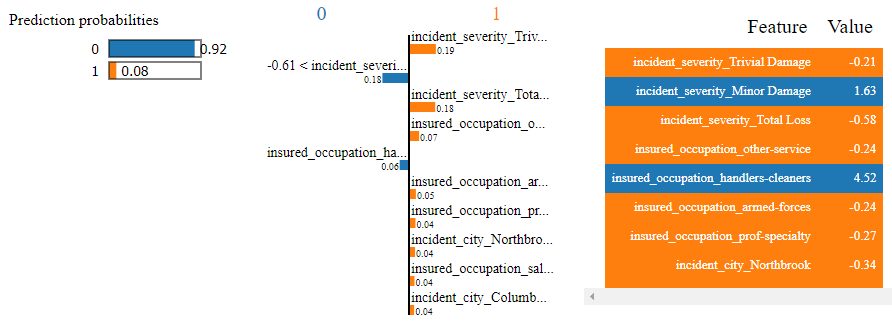 Prediction probabilities
0
0.92
1
0.08
0
1
incident_severity_Triv...
0.19
-0.61 < incident_severi...
0.18
incident_severity_Tota...
0.18
insured_occupation_o...
0.07
insured_occupation_ha...
0.06
insured_occupation_ar...
0.05
insured_occupation_pr...
0.04
incident_city_Northbro...
0.04
insured_occupation_sal...
0.04
incident_city_Columb...
0.04
Feature Value
incident_severity_Trivial Damage -0.21
incident_severity_Minor Damage 1.63
incident_severity_Total Loss -0.58
insured_occupation_other-service -0.24
insured_occupation_handlers-cleaners 4.52
insured_occupation_armed-forces -0.24
insured_occupation_prof-specialty -0.27
incident_city_Northbrook -0.34